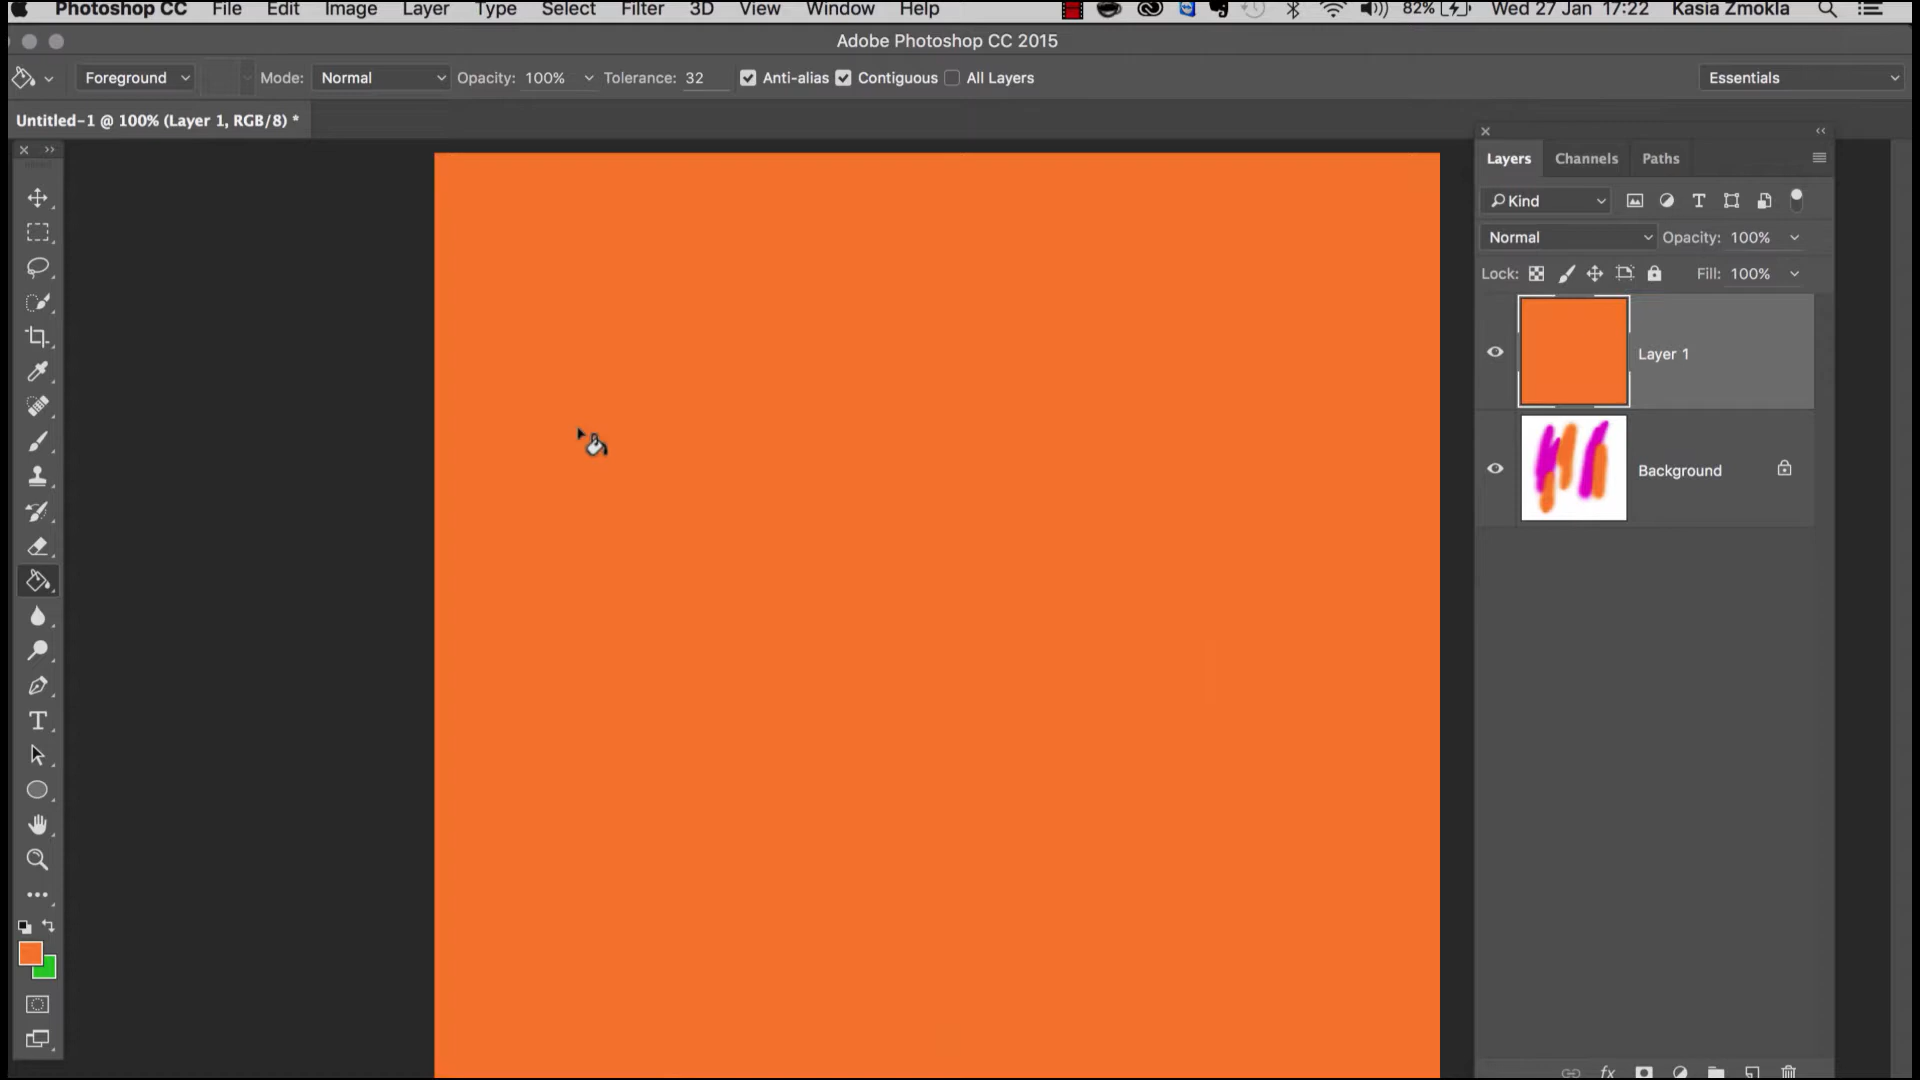 Photoshop CC File Edit Image Layer Type Select Filter 3D View Window Help 82% Wed 27 Jan 17:22 Kasia Zmokla
Adobe Photoshop CC 2015
Foreground Mode: Normal Opacity: 100% Tolerance: 32 Anti-alias Contiguous All Layers Essentials
Untitled-1 @ 100% (Layer 1, RGB/8) *
Layers Channels Paths
Kind
Normal Opacity: 100%
Lock: Fill: 100%
Layer 1
Background
fx